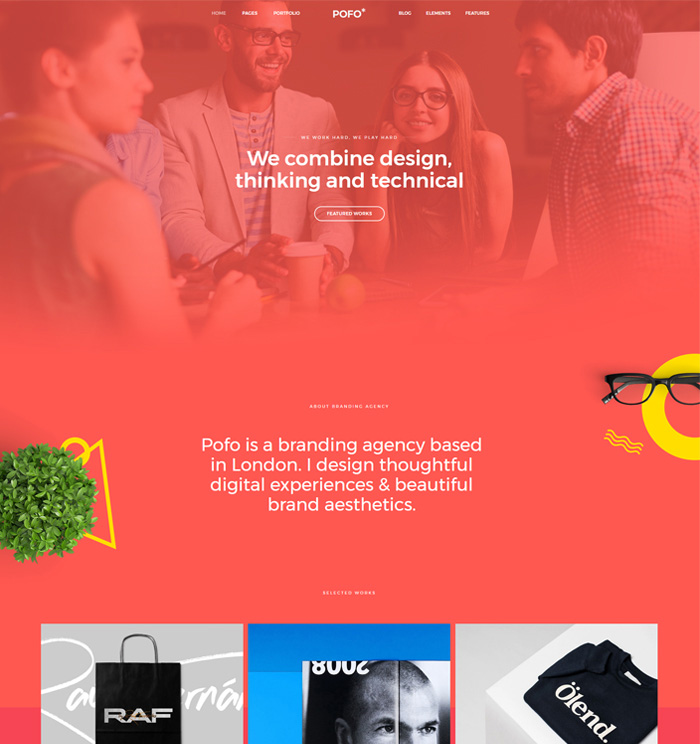 HOME PAGES PORTFOLIO POFO® BLOG ELEMENTS FEATURES
WE WORK HARD, WE PLAY HARD
We combine design,
thinking and technical
FEATURED WORKS
ABOUT BRANDING AGENCY
Pofo is a branding agency based
in London. I design thoughtful
digital experiences & beautiful
brand aesthetics.
SELECTED WORKS
RAF
2008
Ölend.